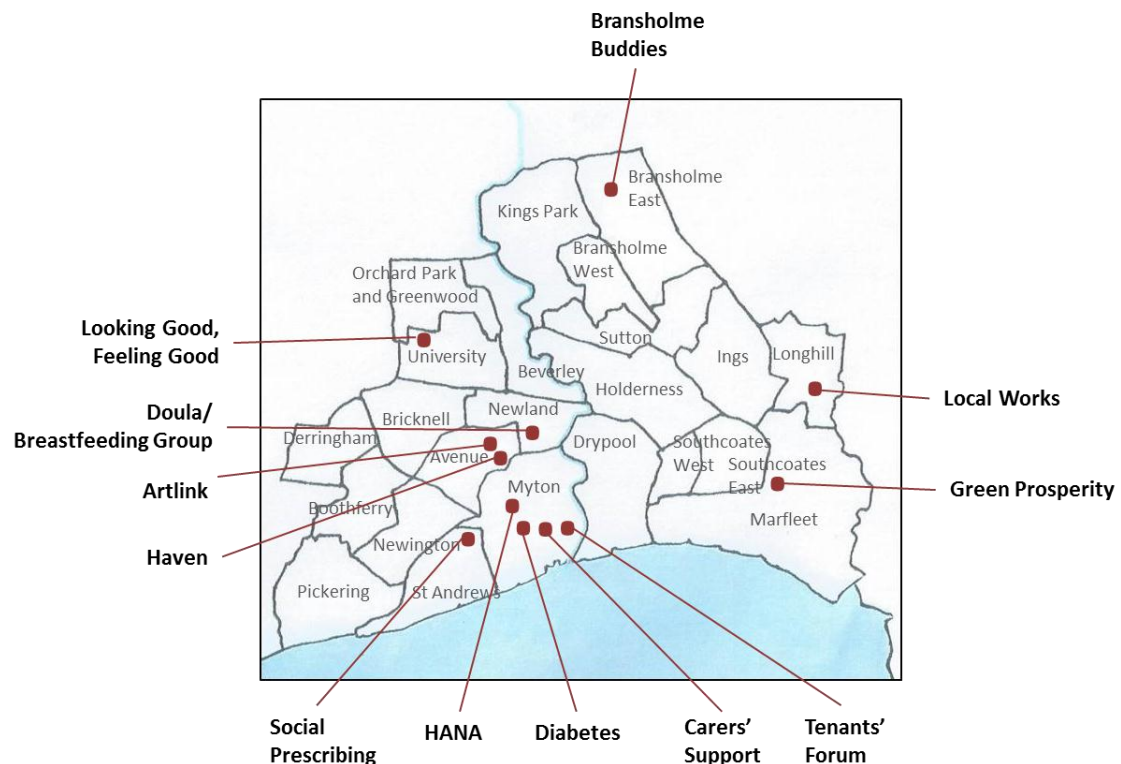 Bransholme
Buddies
Bransholme
East
Kings Park
Bransholme
West
Orchard Park
and Greenwood
Looking Good,
Feeling Good
University
Sutton
Ings
Longhill
Beverley
Holderness
Local Works
Doula/
Breastfeeding Group
Newland
Bricknell
Derringham
Drypool
Southcoates
West
Avenue
Southcoates
East
Artlink
Green Prosperity
Myton
Boothferry
Marfleet
Haven
Newington
Pickering
St Andrews
Social
Prescribing
HANA
Diabetes
Carers’
Support
Tenants’
Forum